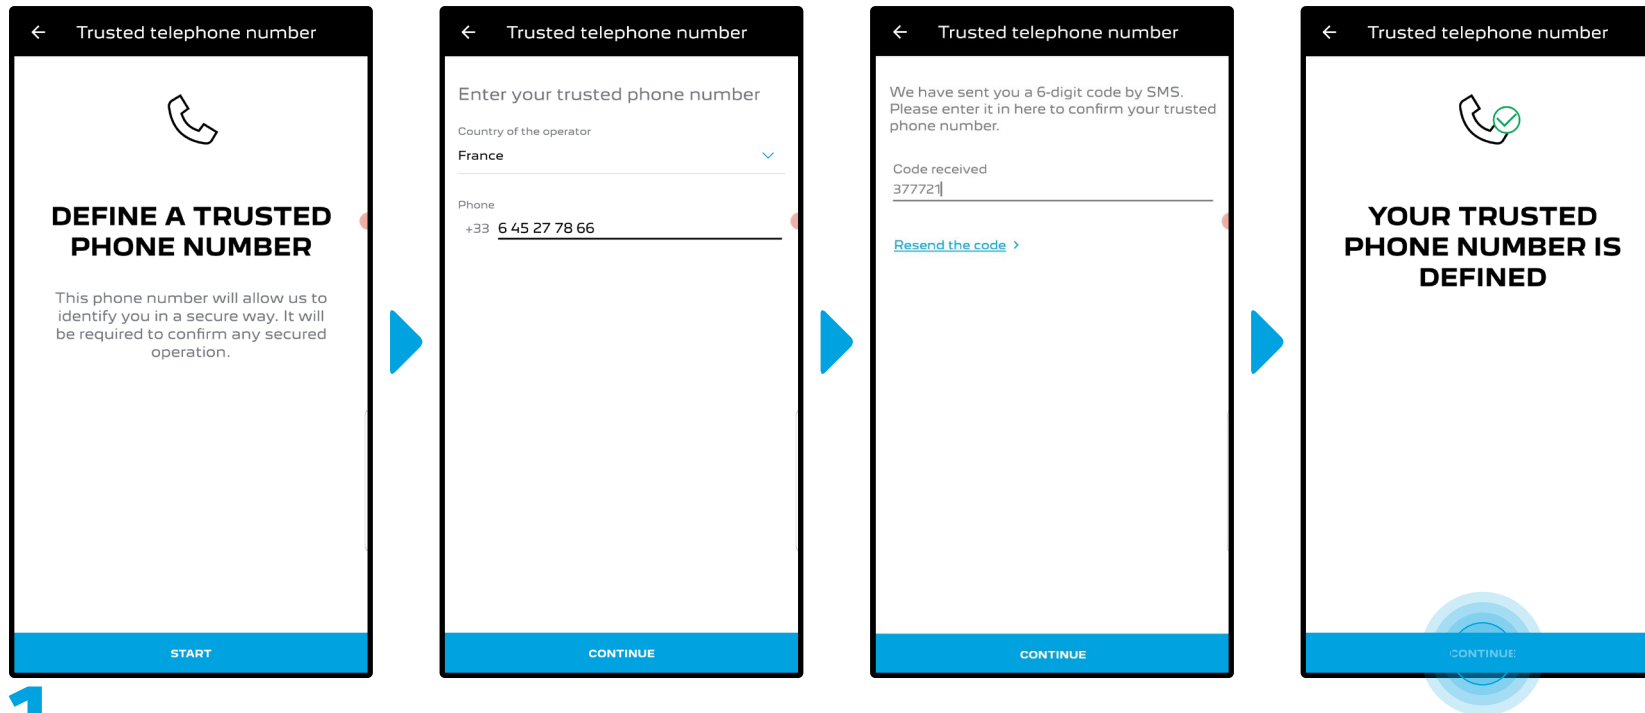 Trusted telephone number
DEFINE A TRUSTED
PHONE NUMBER
This phone number will allow us to
identify you in a secure way. It will
be required to confirm any secured
operation.
START
Trusted telephone number
Enter your trusted phone number
Country of the operator
France
Phone
+33 6 45 27 78 66
CONTINUE
Trusted telephone number
We have sent you a 6-digit code by SMS.
Please enter it in here to confirm your trusted
phone number.
Code received
377721
Resend the code >
CONTINUE
Trusted telephone number
YOUR TRUSTED
PHONE NUMBER IS
DEFINED
CONTINUE
1